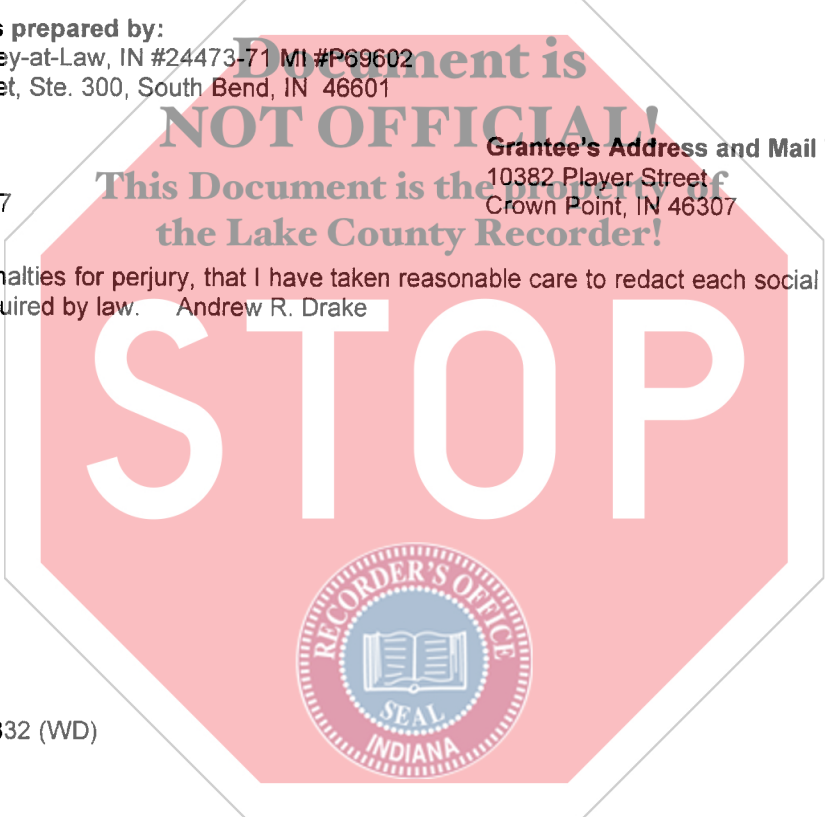 prepared by:
ey-at-Law, IN #24473-71 MI #P69602
et, Ste. 300, South Bend, IN 46601
Document is
NOT OFFICIAL!
This Document is the property of
the Lake County Recorder!
Grantee's Address and Mail
10382 Player Street
Crown Point, IN 46307
7
nalties for perjury, that I have taken reasonable care to redact each social
uired by law. Andrew R. Drake
STOP
RECORDER'S OFFICE
SEAL
INDIANA
332 (WD)